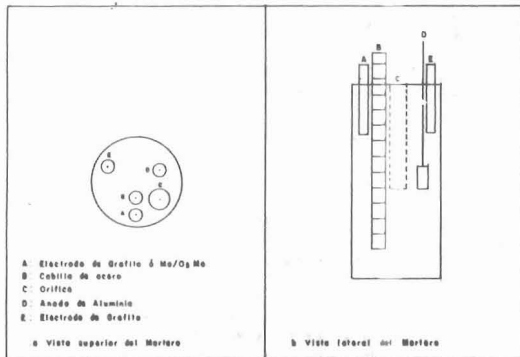 E
D
B
E
A
A: Electrodo de Grafito ó Mo/O₃ Mo
B Cabilla de acero
C: Orificio
D: Anodo de Aluminio
E: Electrodo de Grafito
a Vista superior del Mortero
D
B
A
E
C
b Vista lateral del Mortero